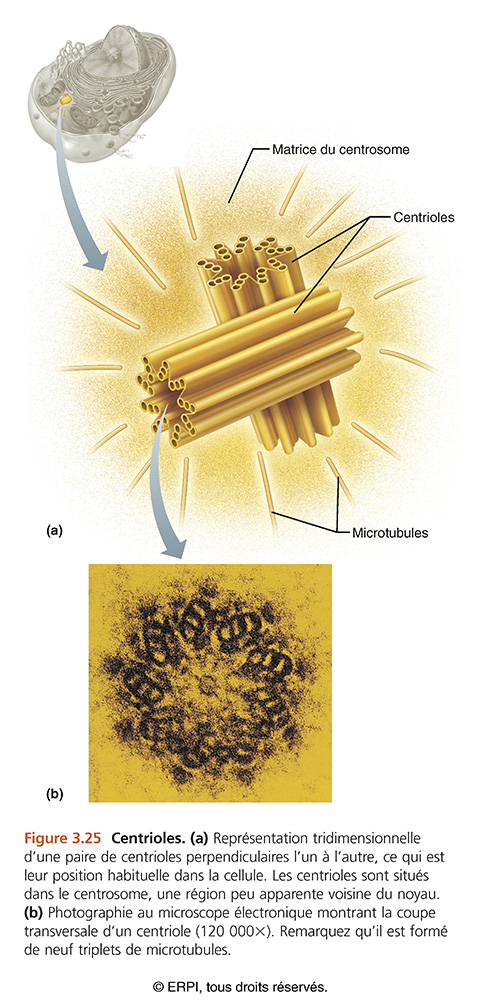 Matrice du centrosome
Centrioles
(a)
Microtubules
(b)
Figure 3.25 Centrioles. (a) Représentation tridimensionnelle
d'une paire de centrioles perpendiculaires l'un à l'autre, ce qui est
leur position habituelle dans la cellule. Les centrioles sont situés
dans le centrosome, une région peu apparente voisine du noyau.
(b) Photographie au microscope électronique montrant la coupe
transversale d'un centriole (120 000×). Remarquez qu'il est formé
de neuf triplets de microtubules.
© ERPI, tous droits réservés.